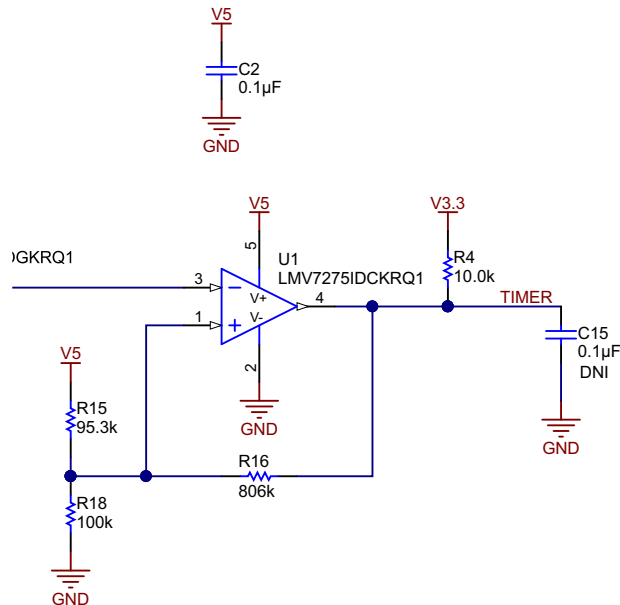 V5
C2
0.1µF
GND
V5
V3.3
5
U1
LMV7275IDCKRQ1
R4
10.0k
GKRQ1
3
V+
V-
4
1
2
TIMER
C15
0.1µF
DNI
GND
V5
R15
95.3k
GND
R16
806k
R18
100k
GND